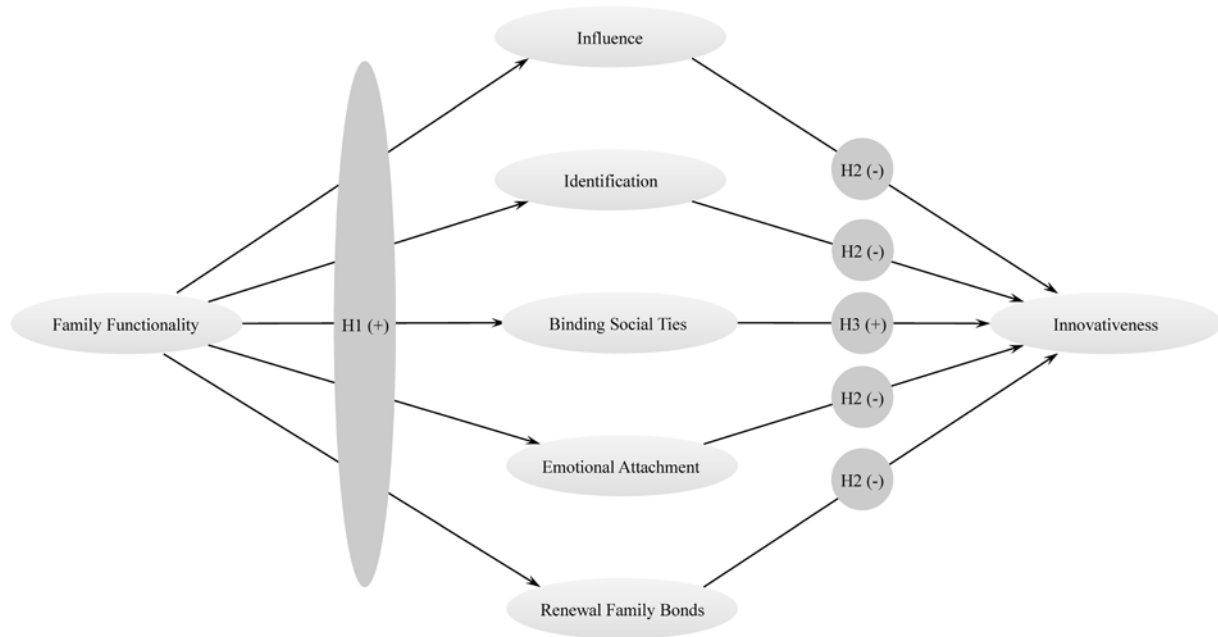 Influence
H2 (-)
Identification
H2 (-)
Family Functionality
H1 (+)
Binding Social Ties
H3 (+)
Innovativeness
H2 (-)
Emotional Attachment
H2 (-)
Renewal Family Bonds